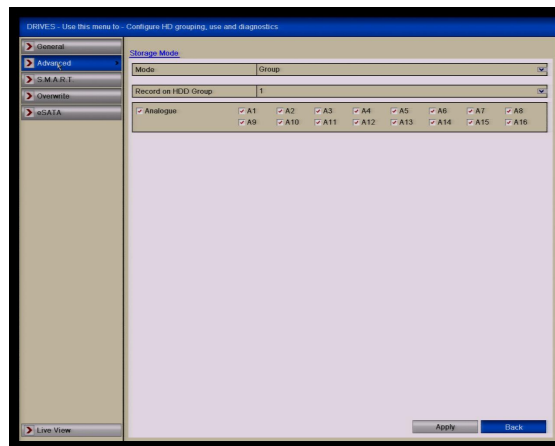 DRIVES - Use this menu to - Configure HD grouping, use and diagnostics
General
Advanced
S.M.A.R.T.
Overwrite
eSATA
Live View
Storage Mode
Mode Group
Record on HDD Group 1
Analogue A1 A2 A3 A4 A5 A6 A7 A8
A9 A10 A11 A12 A13 A14 A15 A16
Apply Back